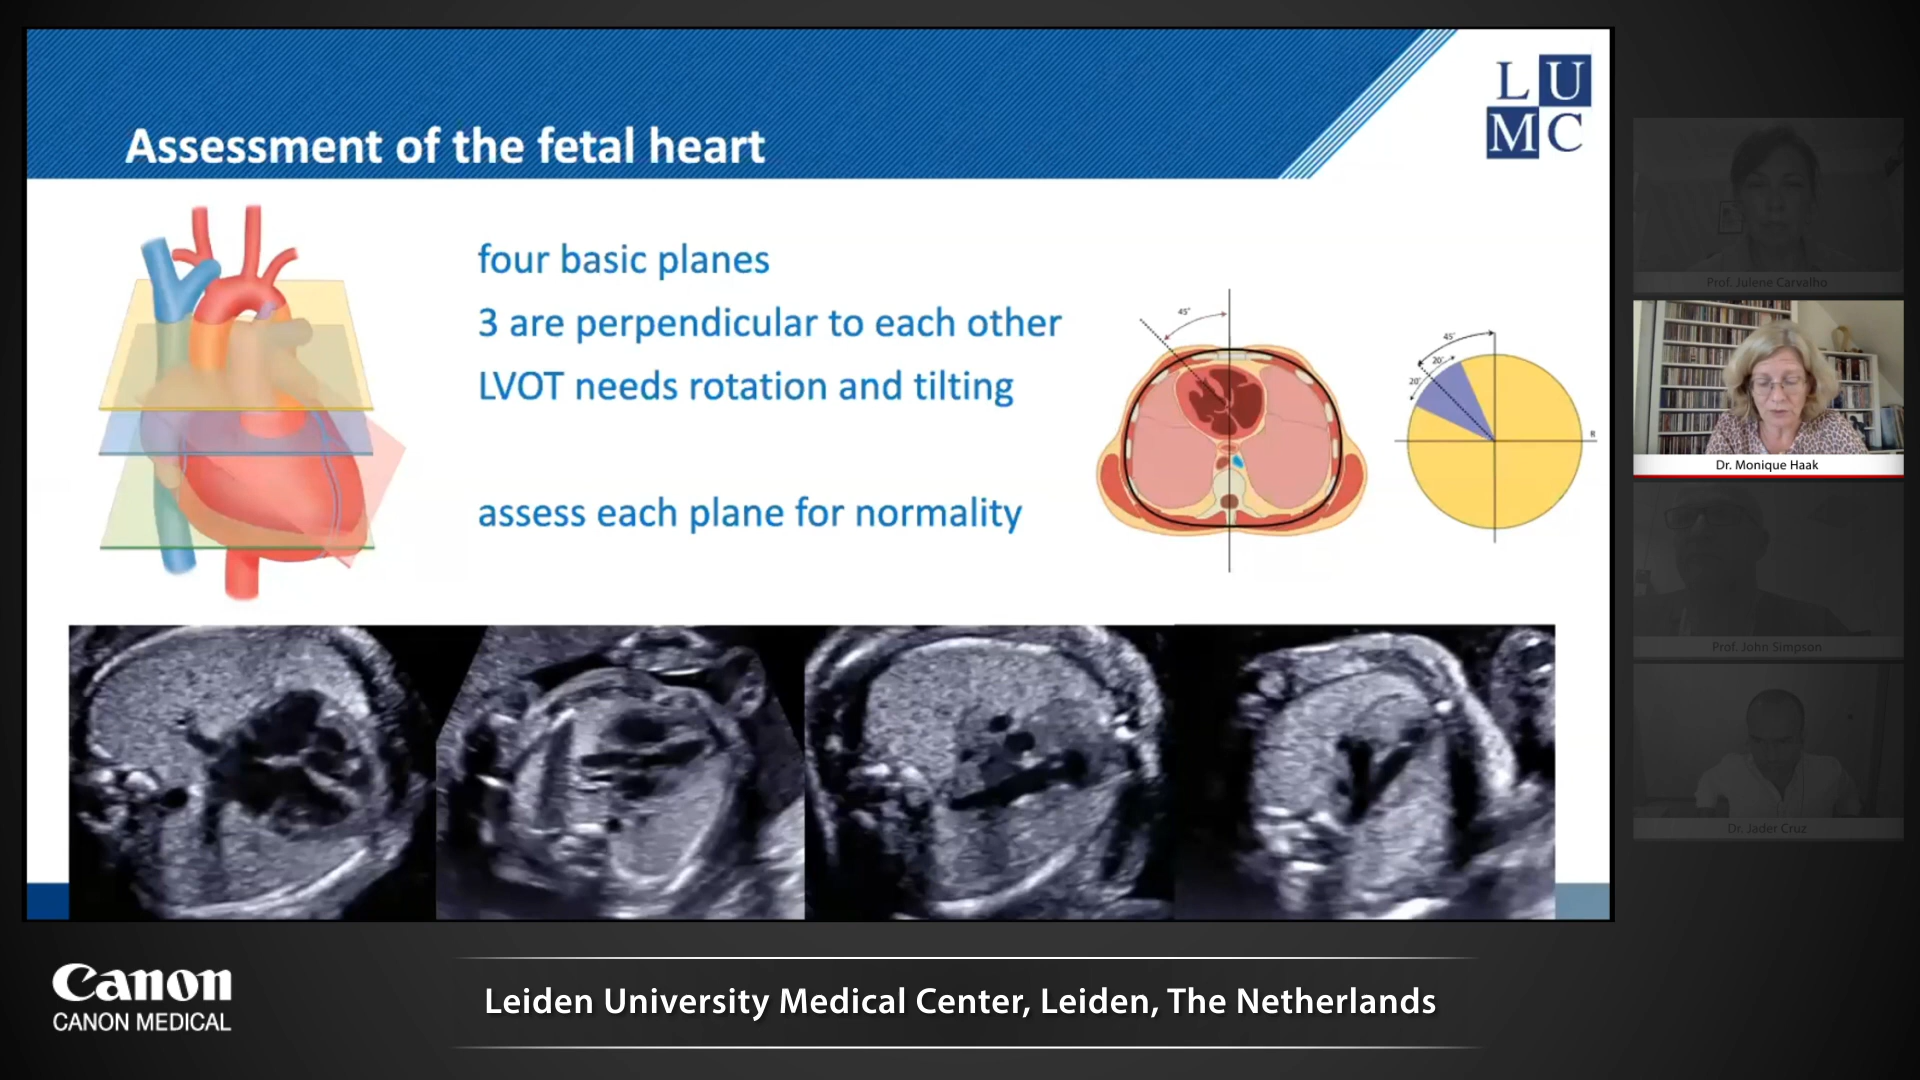 Assessment of the fetal heart
L U
M C
four basic planes
3 are perpendicular to each other
LVOT needs rotation and tilting
assess each plane for normality
45°
45°
20°
20°
R
Prof. Julene Carvalho
Dr. Monique Haak
Prof. John Simpson
Dr. Jader Cruz
Canon
CANON MEDICAL
Leiden University Medical Center, Leiden, The Netherlands